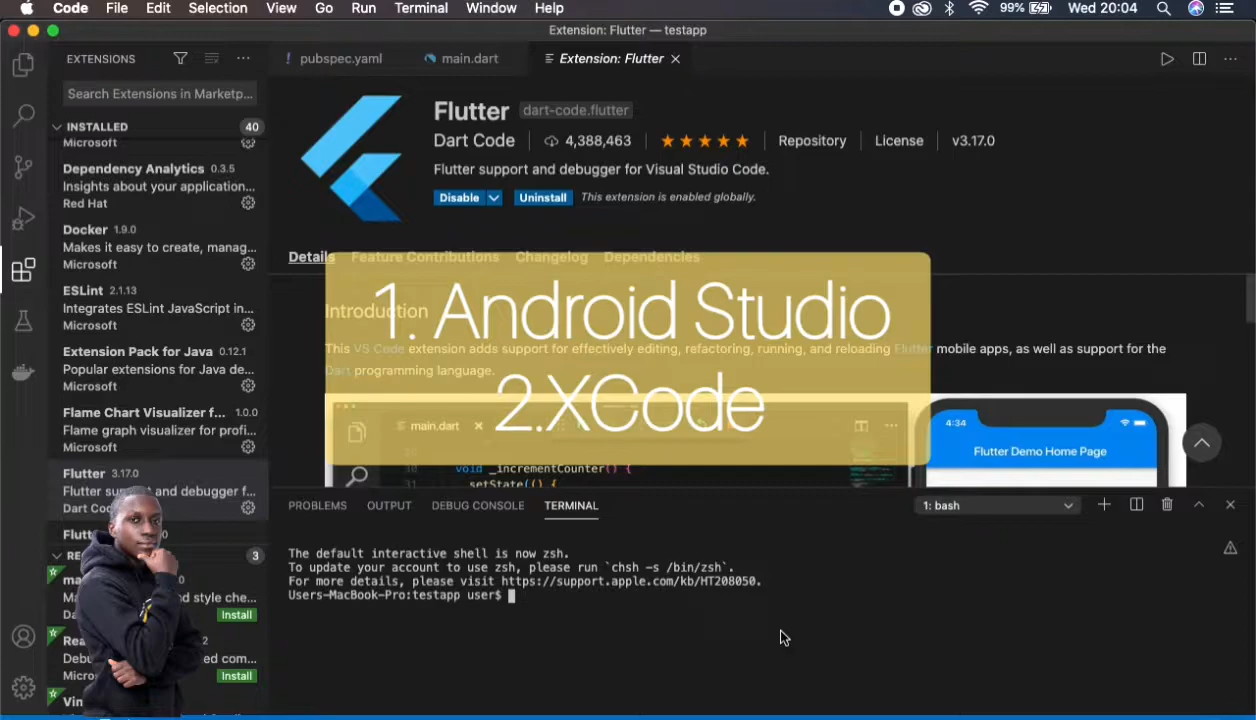 Code File Edit Selection View Go Run Terminal Window Help 99% Wed 20:04
Extension: Flutter — testapp
EXTENSIONS
pubspec.yaml
main.dart
Extension: Flutter
Search Extensions in Marketp...
INSTALLED 40
Microsoft
Dependency Analytics 0.3.5
Insights about your application...
Red Hat
Docker 1.9.0
Makes it easy to create, manag...
Microsoft
ESLint 2.1.13
Integrates ESLint JavaScript in...
Microsoft
Extension Pack for Java 0.12.1
Popular extensions for Java de...
Microsoft
Flame Chart Visualizer f... 1.0.0
Flame graph visualizer for profi...
Microsoft
Flutter 3.17.0
Flutter and debugger f...
Dart
3
Install
style che...
ed com...
Install
Flutter dart-code.flutter
Dart Code 4,388,463 ★★★★★ Repository License v3.17.0
Flutter support and debugger for Visual Studio Code.
Disable Uninstall This extension is enabled globally.
Details Feature Contributions Changelog Dependencies
Introduction
This VS Code extension adds support for effectively editing, refactoring, running, and reloading Flutter mobile apps, as well as support for the
Dart programming language.
1. Android Studio
2.XCode
main.dart
void _incrementCounter() {
31 setState(() {
4:34
Flutter Demo Home Page
PROBLEMS OUTPUT DEBUG CONSOLE TERMINAL 1: bash
The default interactive shell is now zsh.
To update your account to use zsh, please run `chsh -s /bin/zsh`.
For more details, please visit https://support.apple.com/kb/HT208050.
Users-MacBook-Pro:testapp user$